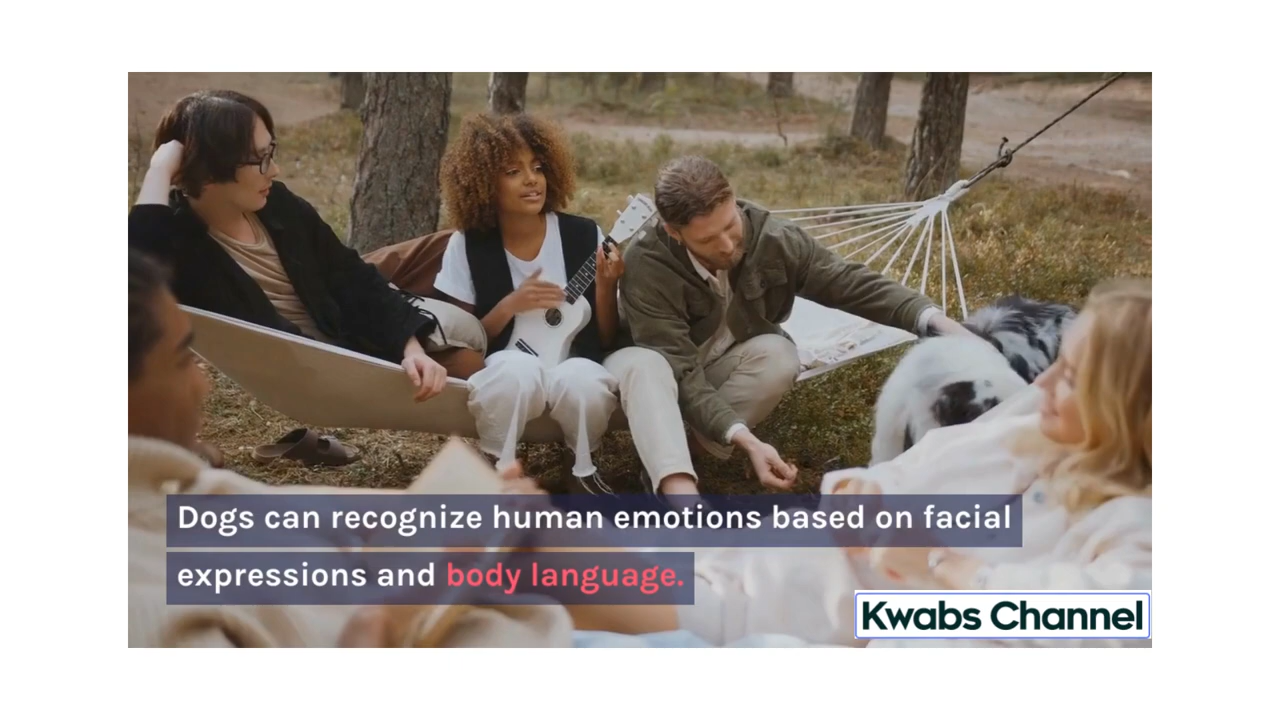 Dogs can recognize human emotions based on facial
expressions and body language.
Kwabs Channel